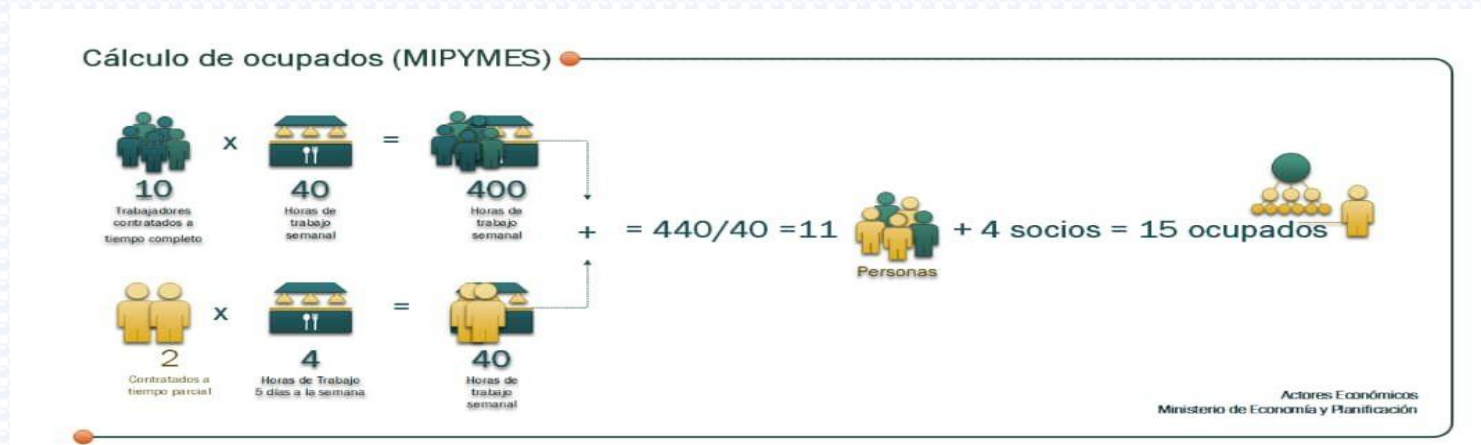 Cálculo de ocupados (MIPYMES)
x
=
10
Trabajadores
contratados a
tiempo completo
40
Horas de
trabajo
semanal
400
Horas de
trabajo
semanal
+
= 440/40 =11
Personas
+ 4 socios = 15 ocupados
x
=
2
Contratados a
tiempo parcial
4
Horas de Trabajo
5 días a la semana
40
Horas de
trabajo
semanal
Actores Económicos
Ministerio de Economía y Planificación